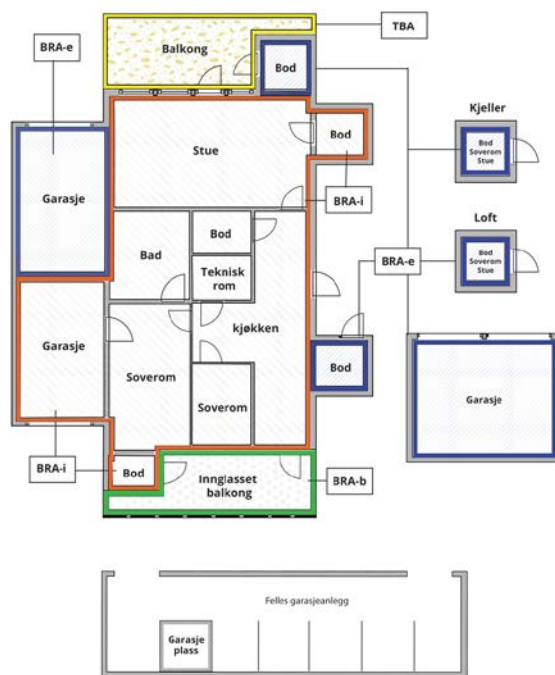 TBA
Balkong
BRA-e
Bod
Kjeller
Stue
Bod
Bod
Soverom
Stue
Garasje
BRA-i
Loft
Bod
Bad
Teknisk
rom
BRA-e
Bod
Soverom
Stue
kjøkken
Garasje
Soverom
Bod
Garasje
Soverom
BRA-i
Bod
Innglasset
balkong
BRA-b
Felles garasjeanlegg
Garasje
plass